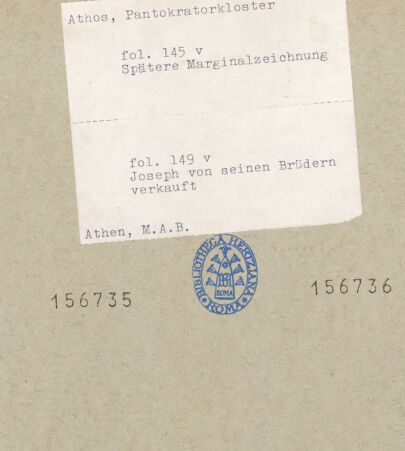 Athos, Pantokratorkloster
fol. 145 v
Spätere Marginalzeichnung
fol. 149 v
Joseph von seinen Brüdern
verkauft
Athen, M.A.B.
BIBLIOTHECA HERTZIANA
ROMA
ROMA
156735
156736